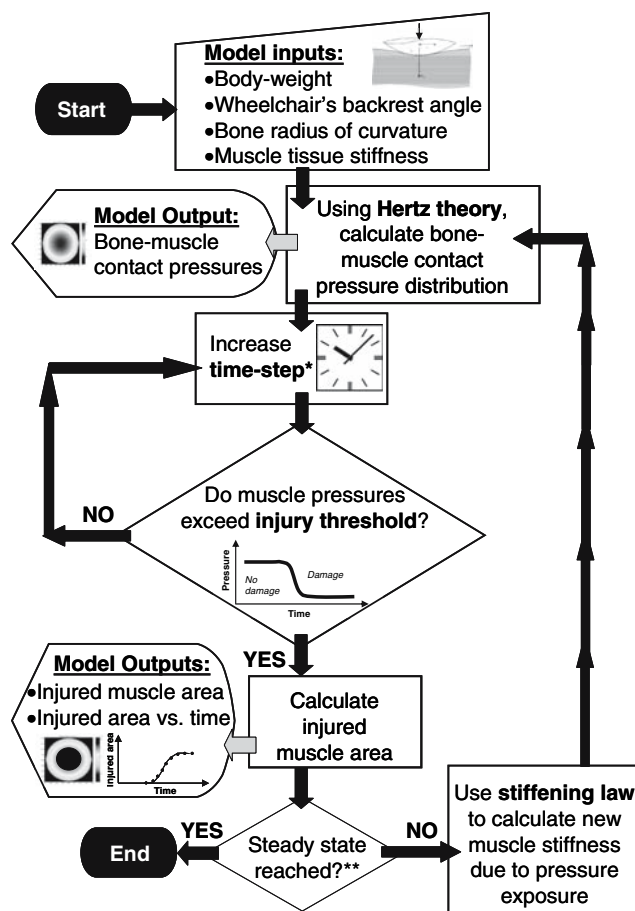 Model inputs:
•Body-weight
•Wheelchair's backrest angle
•Bone radius of curvature
•Muscle tissue stiffness
Start
Model Output:
Bone-muscle
contact pressures
Using Hertz theory,
calculate bone-
muscle contact
pressure distribution
Increase
time-step*
Do muscle pressures
exceed injury threshold?
NO
Pressure
No
damage
Damage
Time
YES
Model Outputs:
•Injured muscle area
•Injured area vs. time
Injured area
Time
Calculate
injured
muscle area
YES
End
Steady state
reached?**
NO
Use stiffening law
to calculate new
muscle stiffness
due to pressure
exposure